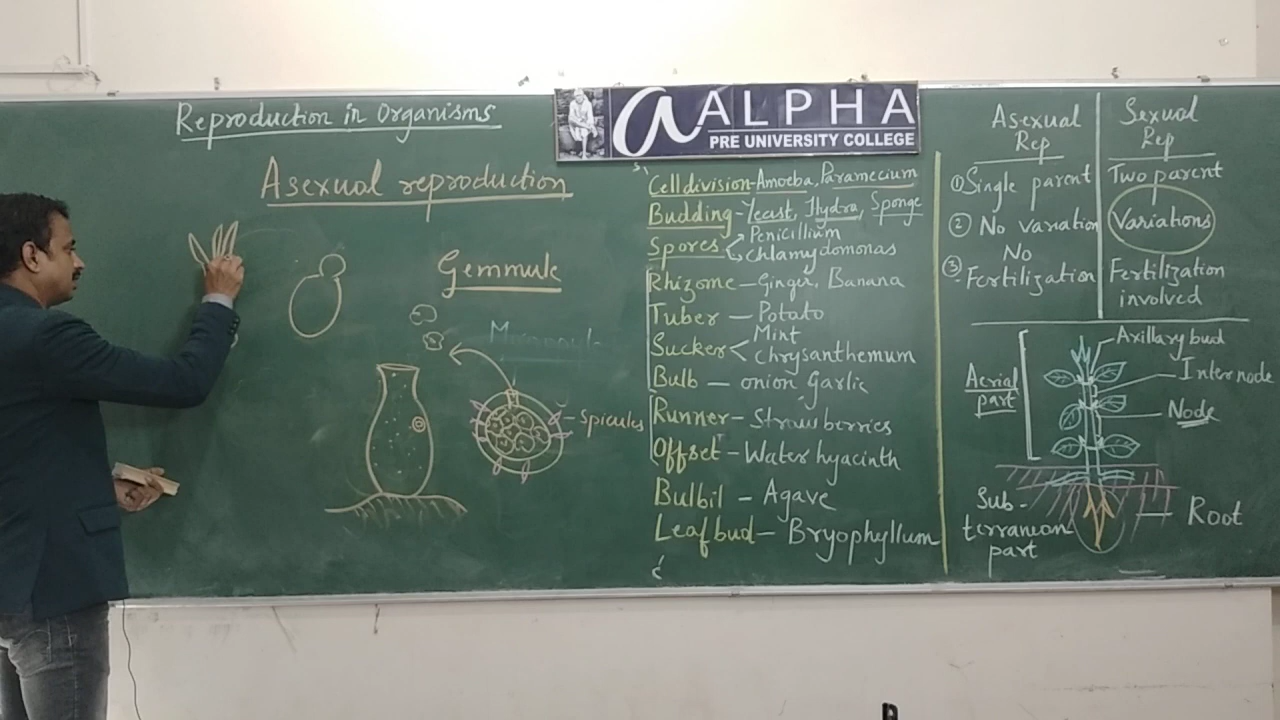 Reproduction in Organisms
ALPHA
PRE UNIVERSITY COLLEGE
Asexual reproduction
Gemmule
Spicules
Cell division - Amoeba, Paramecium
Budding - Yeast, Hydra, Sponge
Spores < Penicillium
Chlamydomonas
Rhizome - Ginger, Banana
Tuber - Potato
Sucker < Mint
Chrysanthemum
Bulb - onion Garlic
Runner - Strawberries
Offset - Water hyacinth
Bulbil - Agave
Leaf bud - Bryophyllum
Asexual
Rep
① Single parent
② No variation
③ No
Fertilization
Sexual
Rep
Two parent
Variations
Fertilization
involved
Aerial
part
Axillary bud
Internode
Node
Sub-
terranean
part
Root